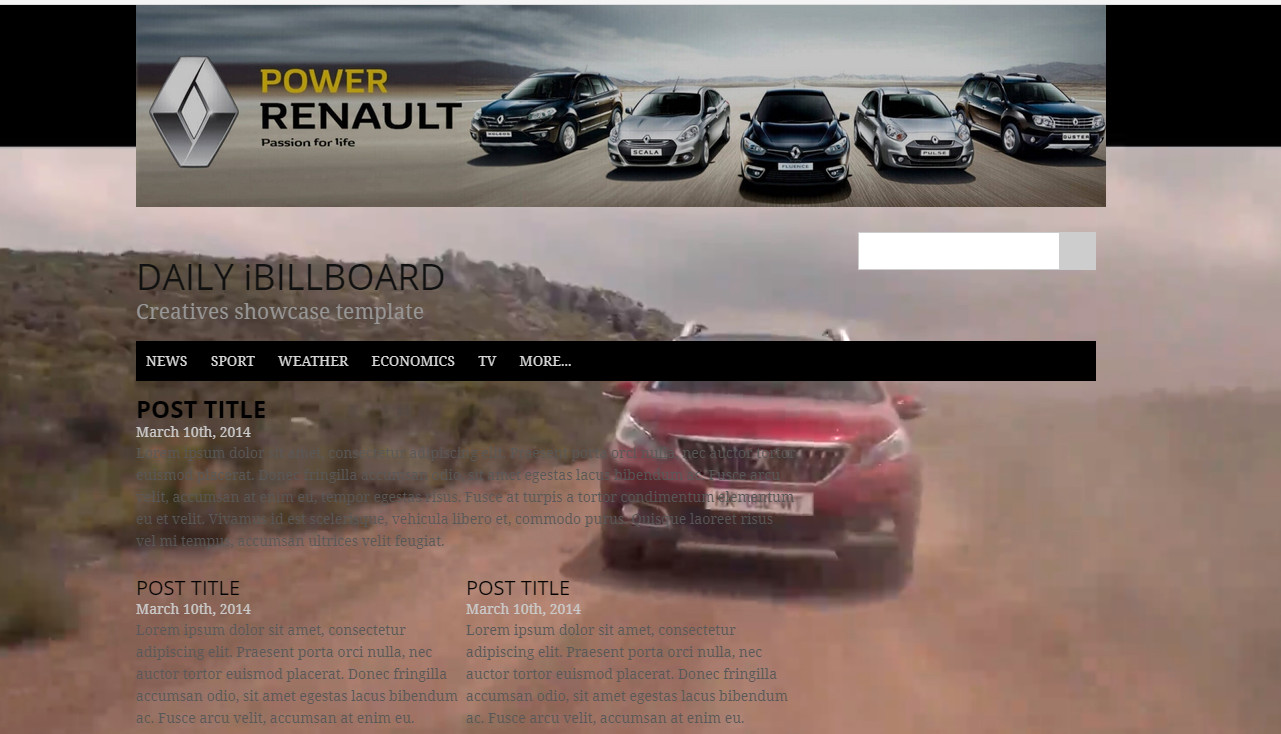 POWER
RENAULT
Passion for life
KOLEOS
SCALA
FLUENCE
PULSE
DUSTER
DAILY iBILLBOARD
Creatives showcase template
NEWS SPORT WEATHER ECONOMICS TV MORE...
POST TITLE
March 10th, 2014
Lorem ipsum dolor sit amet, consectetur adipiscing elit. Praesent porta orci nulla, nec auctor tortor
euismod placerat. Donec fringilla accumsan odio, sit amet egestas lacus bibendum ac. Fusce arcu
velit, accumsan at enim eu, tempor egestas risus. Fusce at turpis a tortor condimentum elementum
eu et velit. Vivamus id est scelerisque, vehicula libero et, commodo purus. Quisque laoreet risus
vel mi tempus, accumsan ultrices velit feugiat.
POST TITLE
March 10th, 2014
Lorem ipsum dolor sit amet, consectetur
adipiscing elit. Praesent porta orci nulla, nec
auctor tortor euismod placerat. Donec fringilla
accumsan odio, sit amet egestas lacus bibendum
ac. Fusce arcu velit, accumsan at enim eu.
POST TITLE
March 10th, 2014
Lorem ipsum dolor sit amet, consectetur
adipiscing elit. Praesent porta orci nulla, nec
auctor tortor euismod placerat. Donec fringilla
accumsan odio, sit amet egestas lacus bibendum
ac. Fusce arcu velit, accumsan at enim eu.